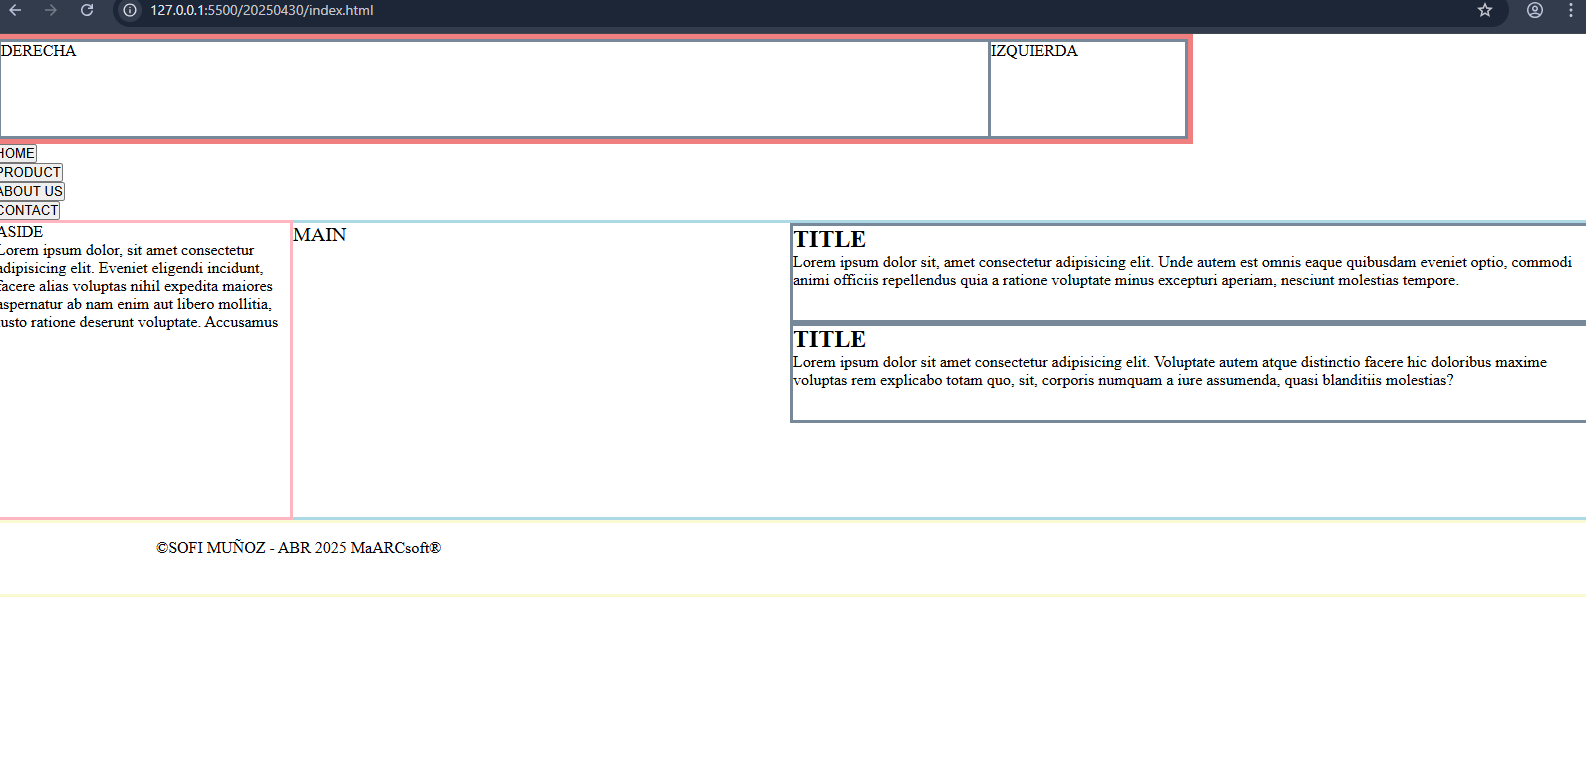 127.0.0.1:5500/20250430/index.html
DERECHA
IZQUIERDA
HOME
PRODUCT
ABOUT US
CONTACT
ASIDE
Lorem ipsum dolor, sit amet consectetur
adipisicing elit. Eveniet eligendi incidunt,
facere alias voluptas nihil expedita maiores
aspernatur ab nam enim aut libero mollitia,
iusto ratione deserunt voluptate. Accusamus
MAIN
TITLE
Lorem ipsum dolor sit, amet consectetur adipisicing elit. Unde autem est omnis eaque quibusdam eveniet optio, commodi
animi officiis repellendus quia a ratione voluptate minus excepturi aperiam, nesciunt molestias tempore.
TITLE
Lorem ipsum dolor sit amet consectetur adipisicing elit. Voluptate autem atque distinctio facere hic doloribus maxime
voluptas rem explicabo totam quo, sit, corporis numquam a iure assumenda, quasi blanditiis molestias?
©SOFI MUÑOZ - ABR 2025 MaARCsoft®